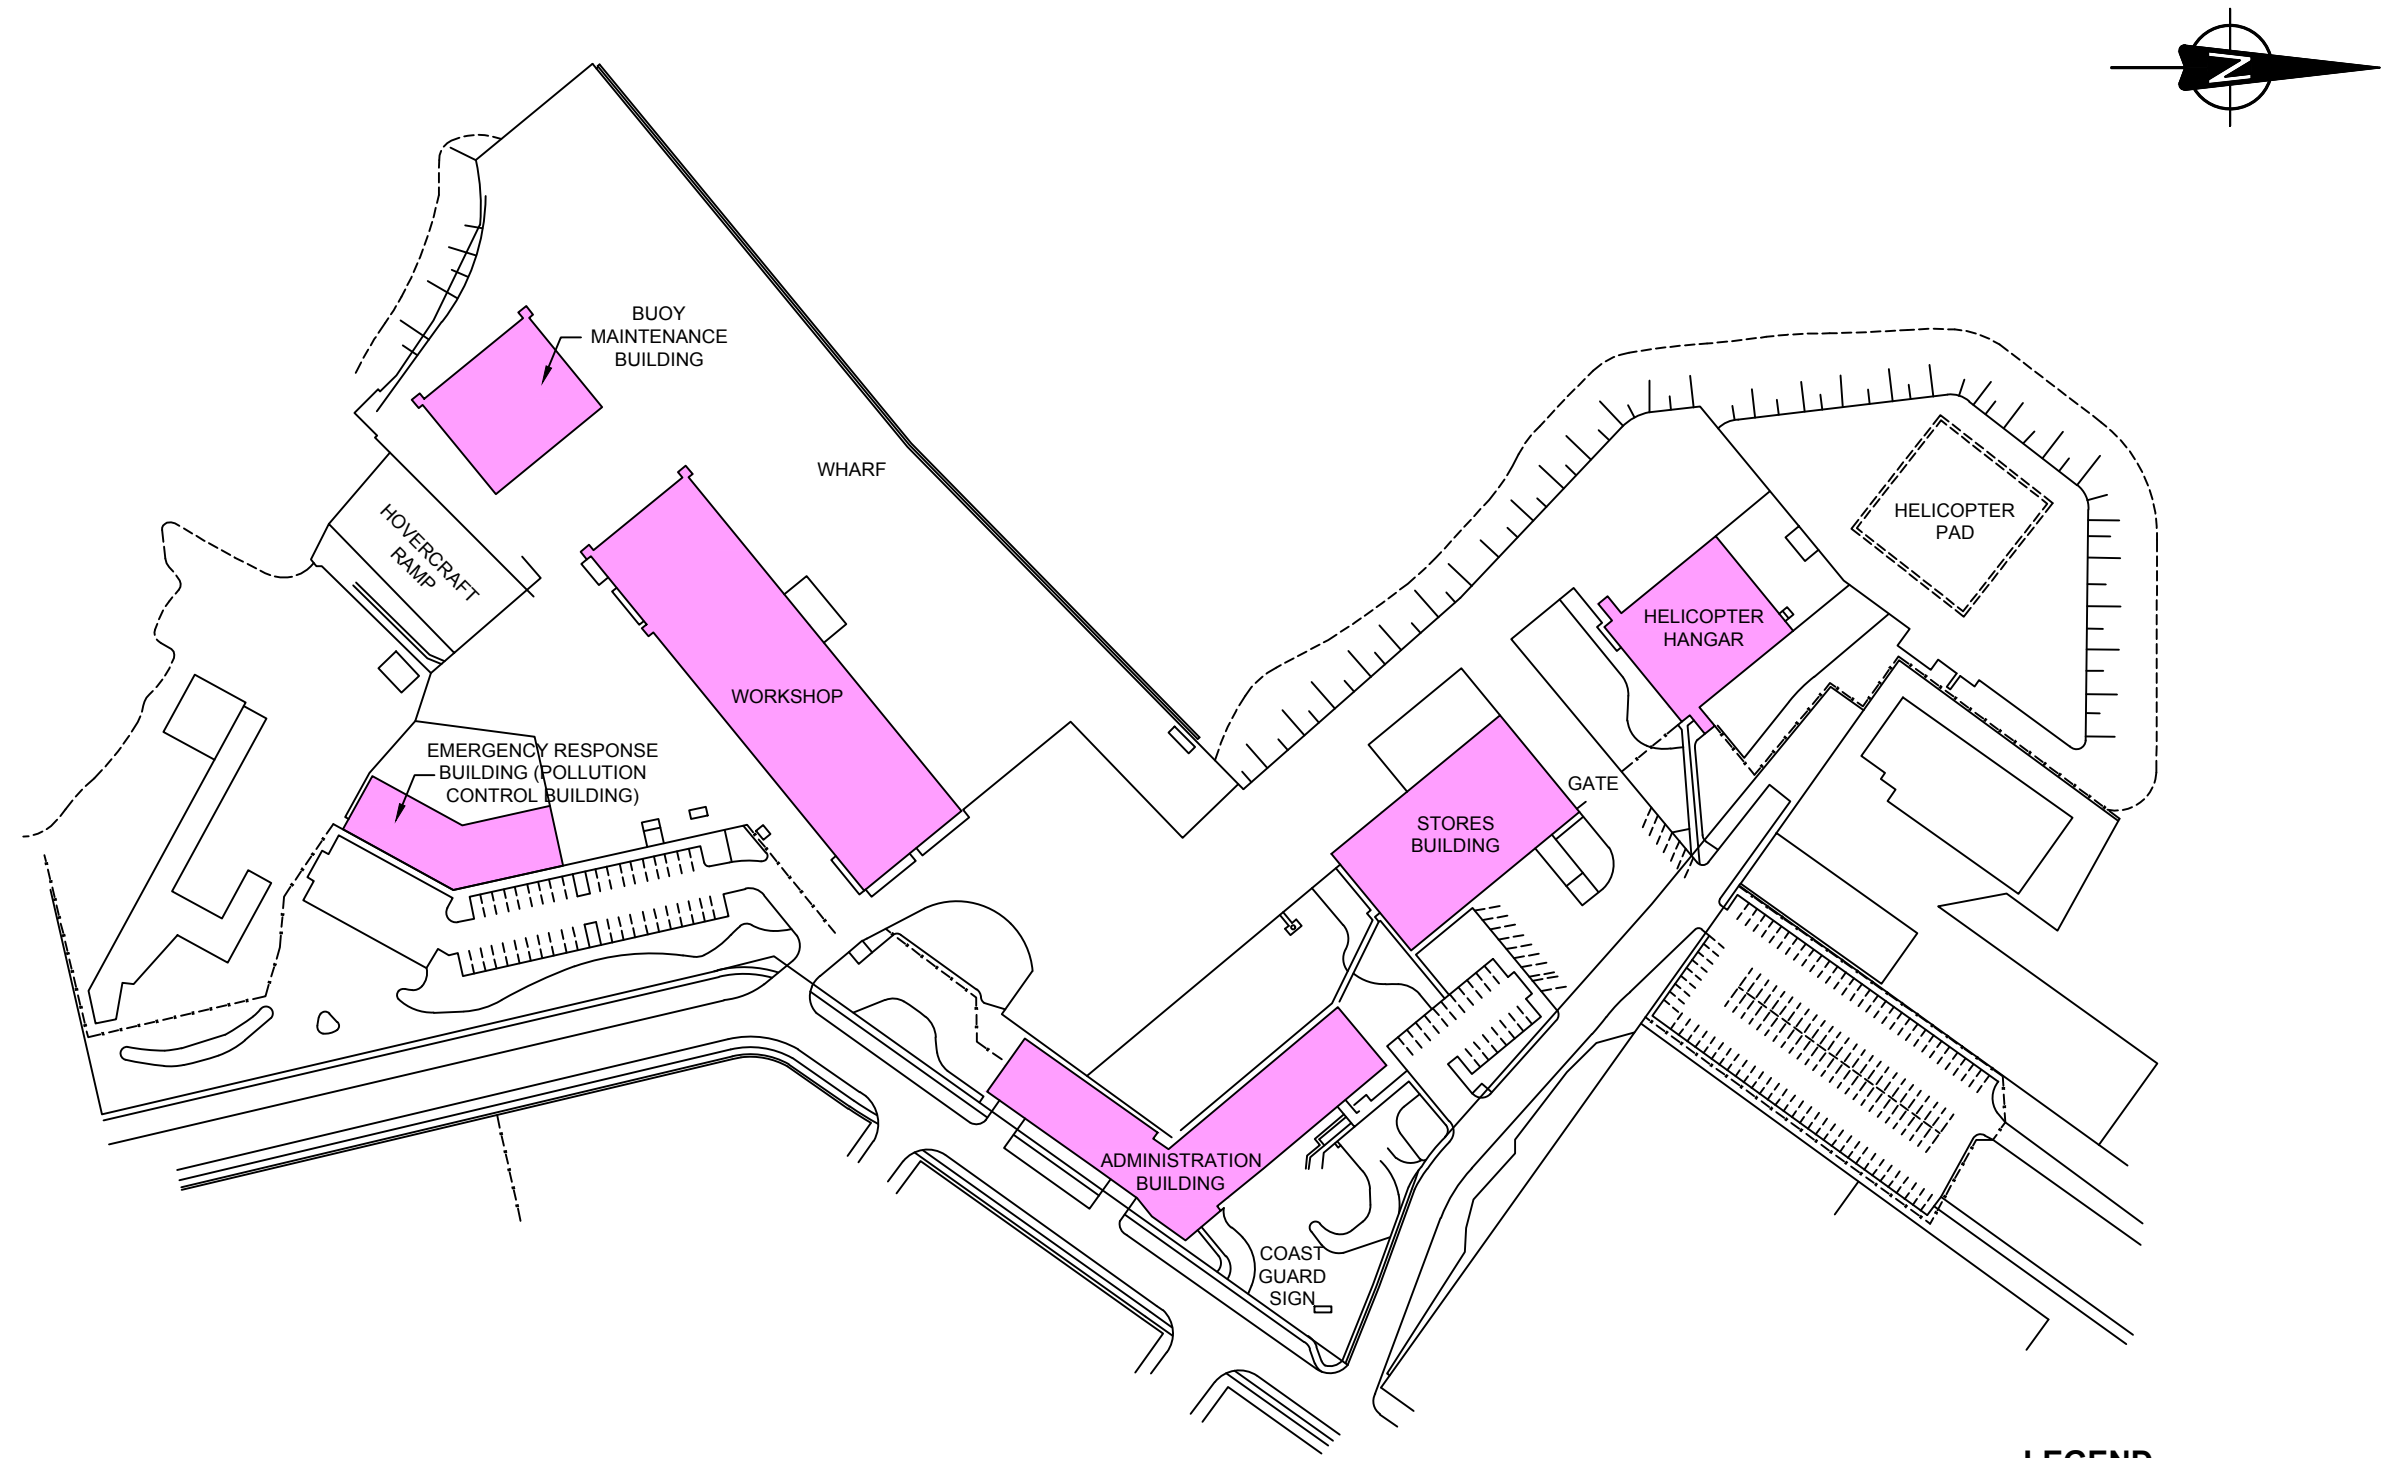 N
BUOY
MAINTENANCE
BUILDING
WHARF
HELICOPTER
PAD
HOVERCRAFT
RAMP
HELICOPTER
HANGAR
WORKSHOP
EMERGENCY RESPONSE
BUILDING (POLLUTION
CONTROL BUILDING)
GATE
STORES
BUILDING
ADMINISTRATION
BUILDING
COAST
GUARD
SIGN
LEGEND